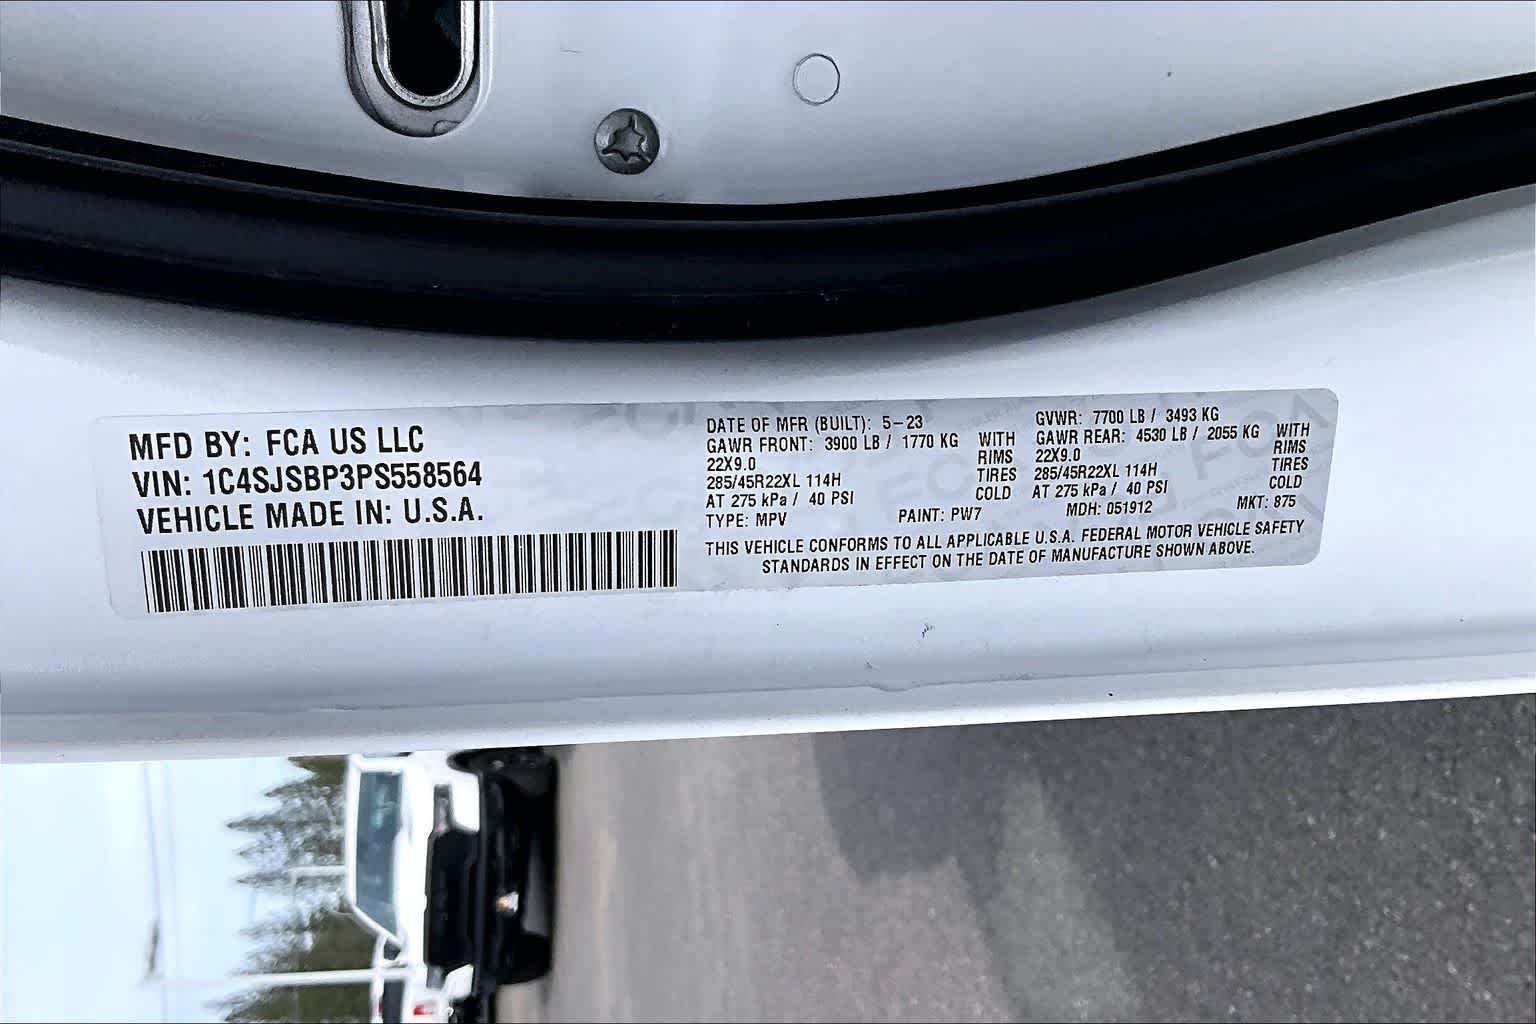 MFD BY: FCA US LLC
VIN: 1C4SJSBP3PS558564
VEHICLE MADE IN: U.S.A.
DATE OF MFR (BUILT): 5-23
GAWR FRONT: 3900 LB / 1770 KG WITH
22X9.0 RIMS
285/45R22XL 114H TIRES
AT 275 kPa / 40 PSI COLD
TYPE: MPV PAINT: PW7
GVWR: 7700 LB / 3493 KG
GAWR REAR: 4530 LB / 2055 KG WITH
22X9.0 RIMS
285/45R22XL 114H TIRES
AT 275 kPa / 40 PSI COLD
MDH: 051912 MKT: 875
THIS VEHICLE CONFORMS TO ALL APPLICABLE U.S.A. FEDERAL MOTOR VEHICLE SAFETY
STANDARDS IN EFFECT ON THE DATE OF MANUFACTURE SHOWN ABOVE.